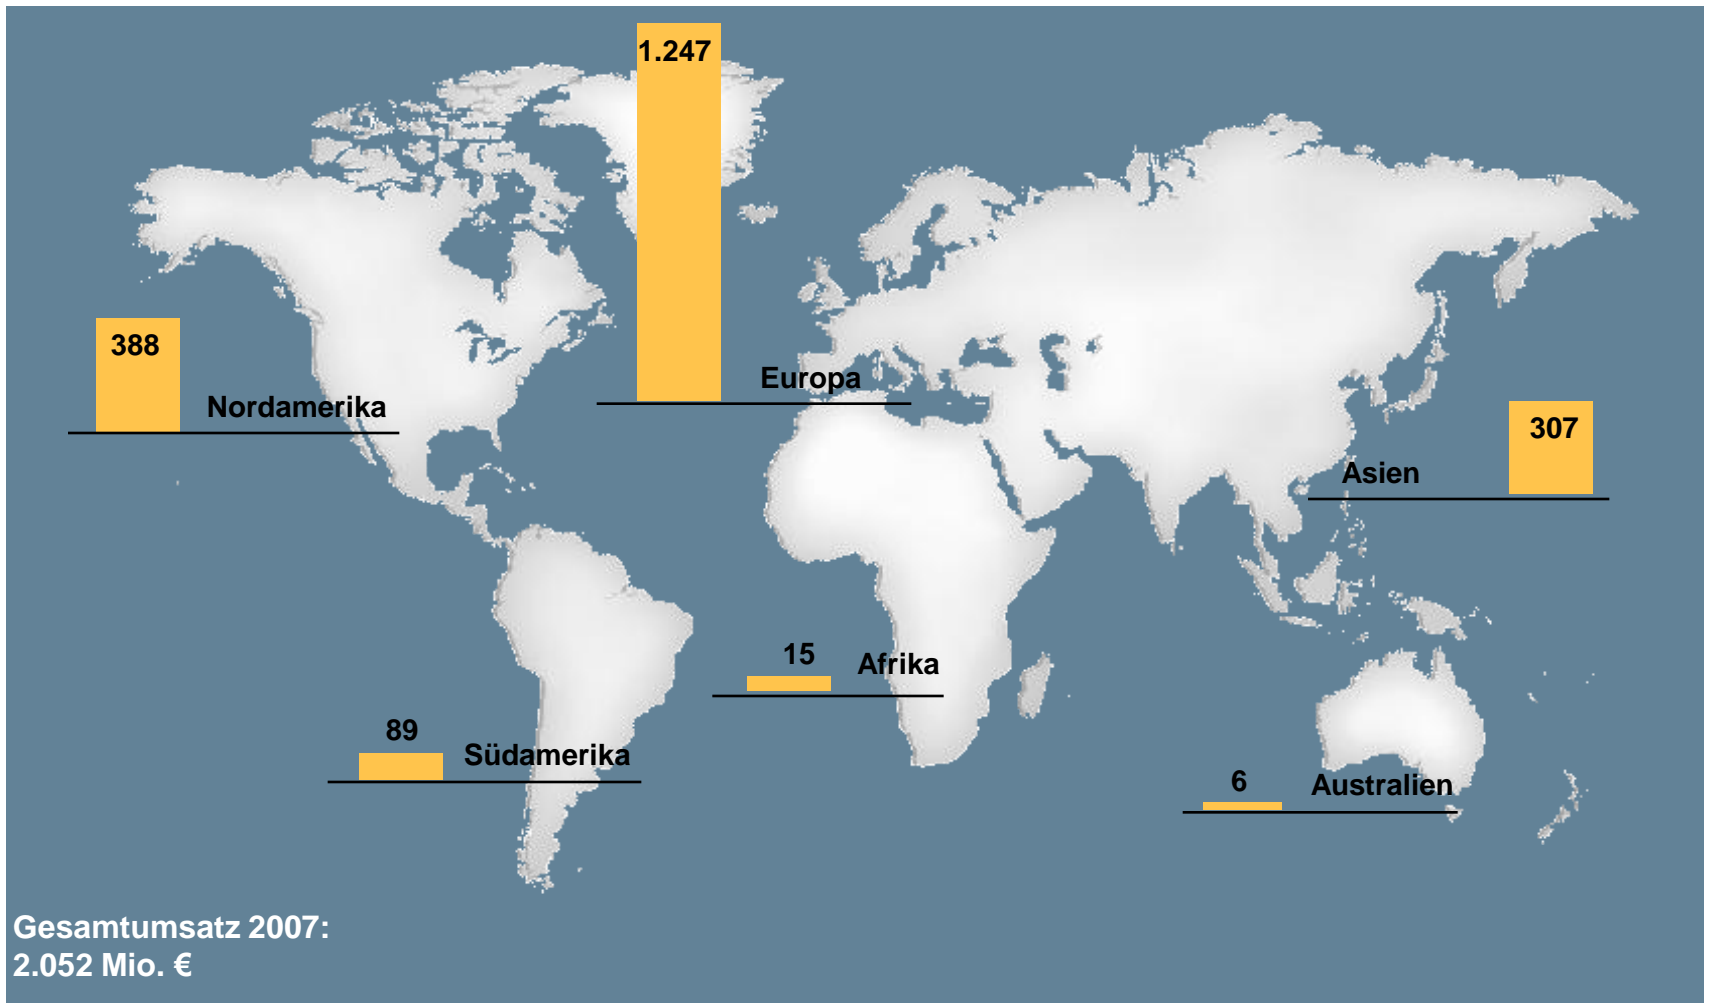 1.247
Europa
388
Nordamerika
307
Asien
15
Afrika
89
Südamerika
6
Australien
Gesamtumsatz 2007:
2.052 Mio. €